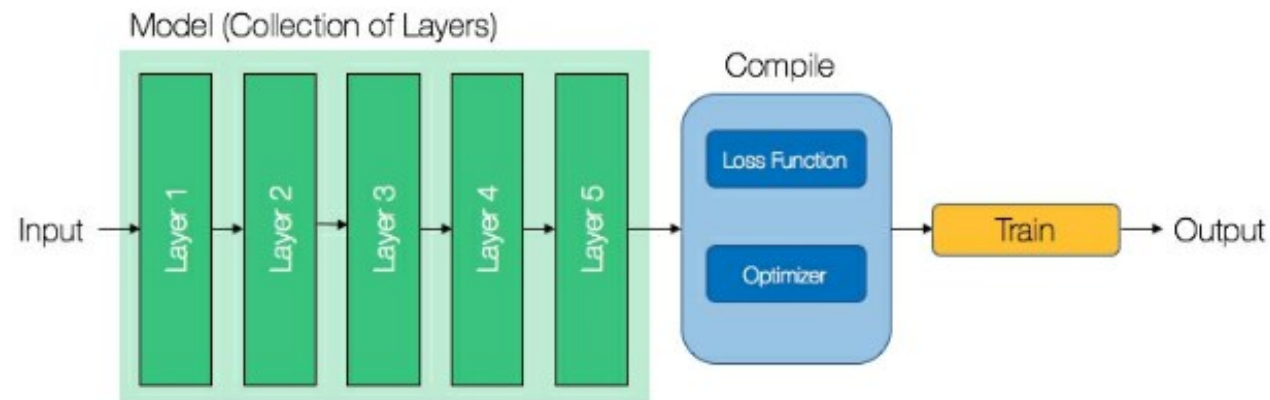 Model (Collection of Layers)
Compile
Input
Layer 1
Layer 2
Layer 3
Layer 4
Layer 5
Loss Function
Optimizer
Train
Output